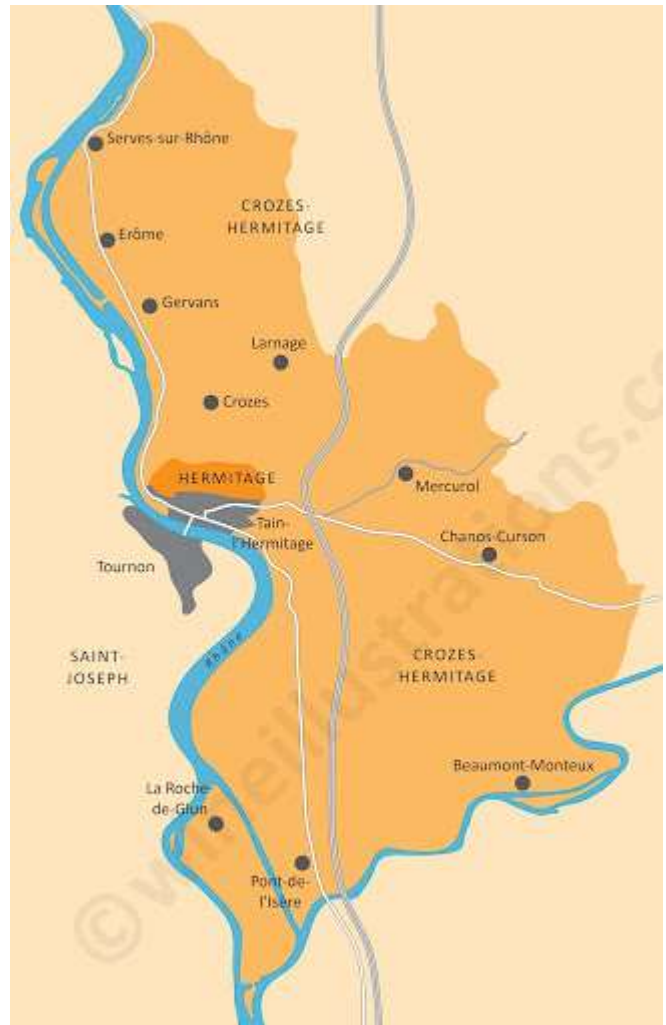 Serves-sur-Rhône
CROZES-
HERMITAGE
Erôme
Gervans
Larnage
Crozes
HERMITAGE
Mercurol
Tain-
l'Hermitage
Chanos-Curson
Tournon
Rhône
SAINT-
JOSEPH
CROZES-
HERMITAGE
Beaumont-Monteux
La Roche-
de-Glun
Pont-de-
l'Isère